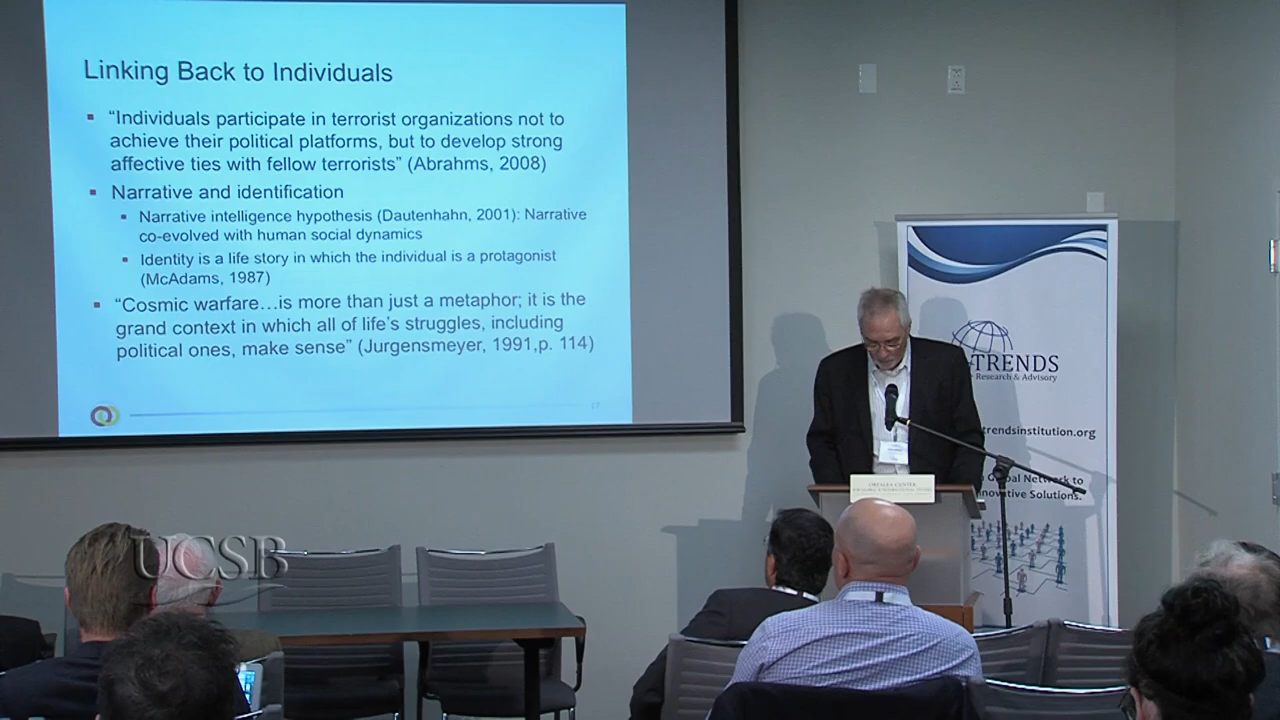 Linking Back to Individuals
“Individuals participate in terrorist organizations not to
achieve their political platforms, but to develop strong
affective ties with fellow terrorists” (Abrahms, 2008)
Narrative and identification
Narrative intelligence hypothesis (Dautenhahn, 2001): Narrative
co-evolved with human social dynamics
Identity is a life story in which the individual is a protagonist
(McAdams, 1987)
“Cosmic warfare…is more than just a metaphor; it is the
grand context in which all of life’s struggles, including
political ones, make sense” (Jurgensmeyer, 1991,p. 114)
17
TRENDS
Research & Advisory
trendsinstitution.org
Global Network to
Innovative Solutions.
ORFALEA CENTER
UCSB